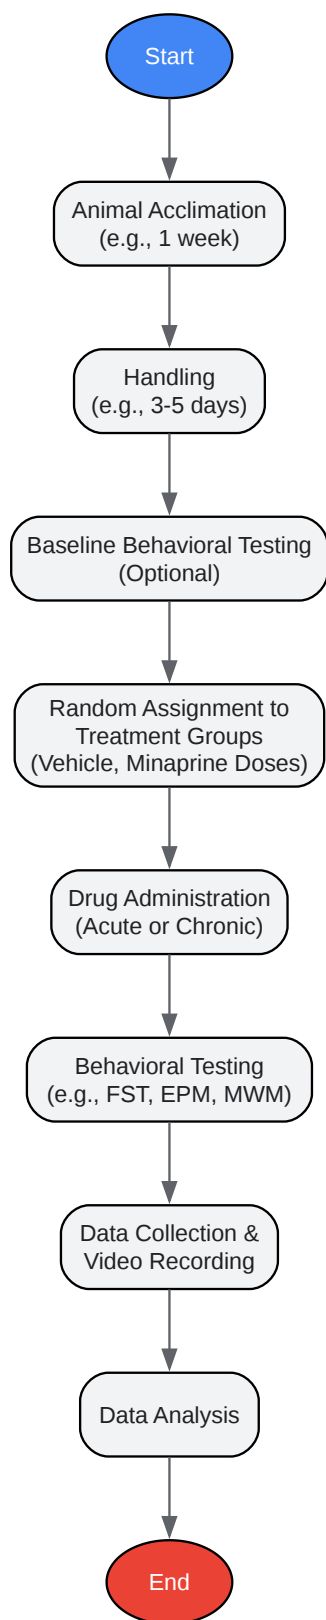 Start
Animal Acclimation
(e.g., 1 week)
Handling
(e.g., 3-5 days)
Baseline Behavioral Testing
(Optional)
Random Assignment to
Treatment Groups
(Vehicle, Minaprine Doses)
Drug Administration
(Acute or Chronic)
Behavioral Testing
(e.g., FST, EPM, MWM)
Data Collection &
Video Recording
Data Analysis
End